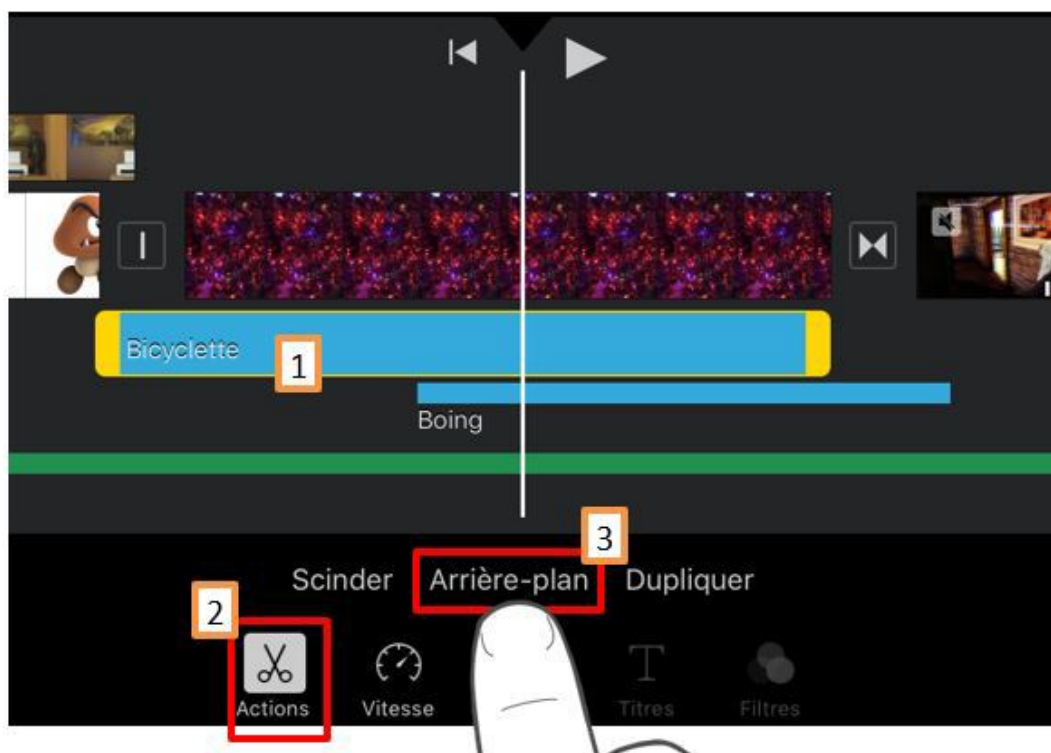 Bicyclette
1
Boing
3
Scinder Arrière-plan Dupliquer
2
Actions Vitesse Titres Filtres